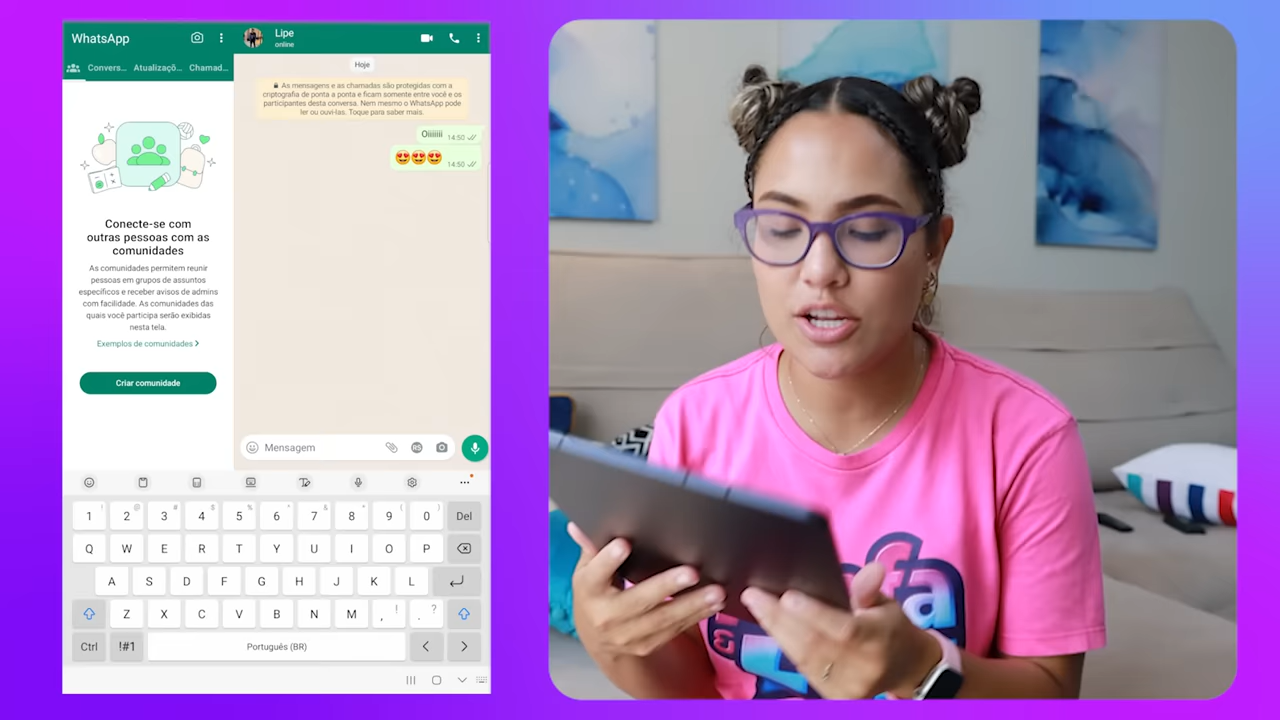 WhatsApp
Convers... Atualizaçõ... Chamad...
Conecte-se com
outras pessoas com as
comunidades
As comunidades permitem reunir
pessoas em grupos de assuntos
específicos e receber avisos de admins
com facilidade. As comunidades das
quais você participa serão exibidas
nesta tela.
Exemplos de comunidades
Criar comunidade
Lipe
online
Hoje
As mensagens e as chamadas são protegidas com a
criptografia de ponta a ponta e ficam somente entre você e os
participantes desta conversa. Nem mesmo o WhatsApp pode
ler ou ouvi-las. Toque para saber mais.
Oiiiiiii 14:50
14:50
Mensagem
1 ! 2 @ 3 # 4 $ 5 % 6 ^ 7 & 8 * 9 ( 0 ) Del
Q W E R T Y U I O P
A S D F G H J K L
Z X C V B N M , ! . ?
Ctrl !#1 Português (BR) < >